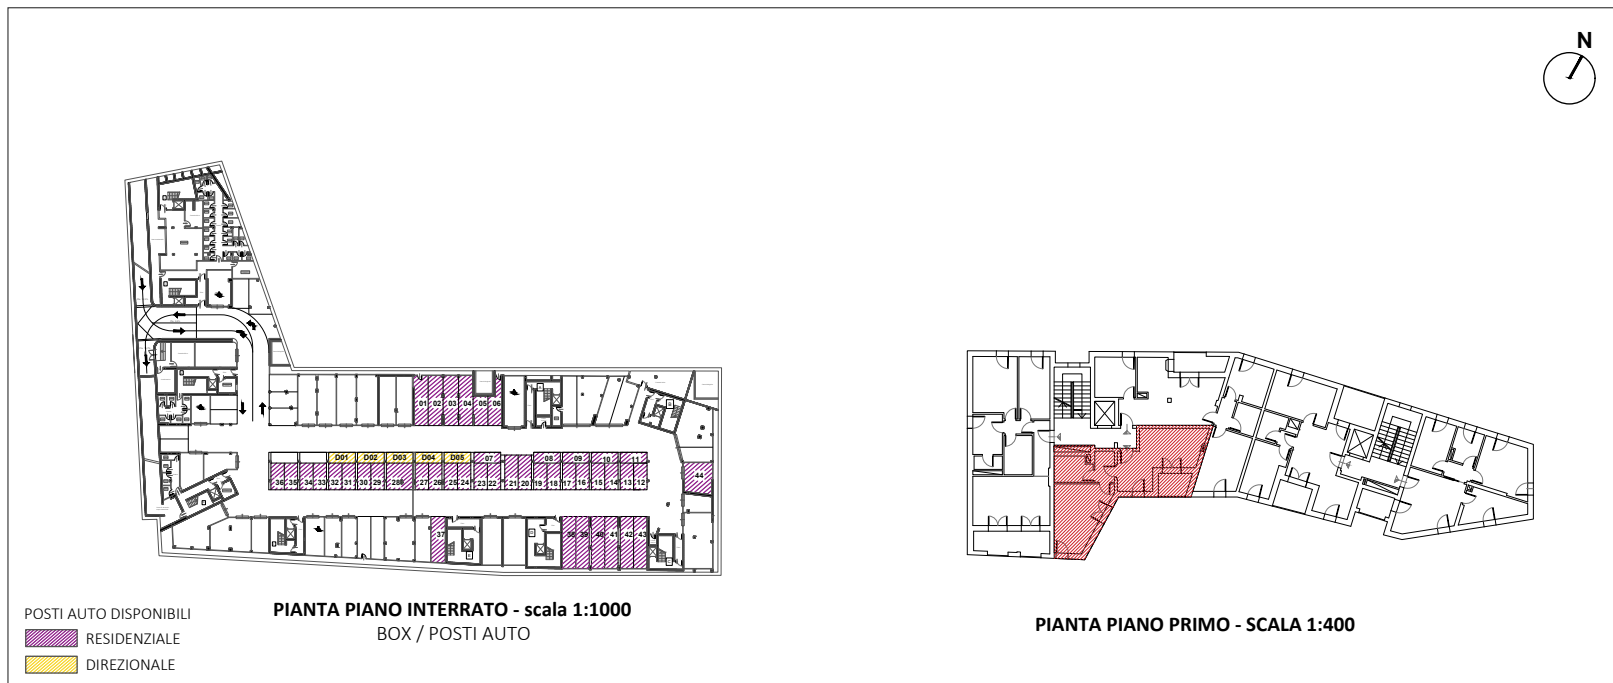 N
D01 D02 D03 D04 D05
01 02 03 04 05 06
07 08 09 10 11
36 35 34 33 32 31 30 29 28 27 26 25 24 23 22 21 20 19 18 17 16 15 14 13 12
44
37 38 39 40 41 42 43
PIANTA PIANO INTERRATO - scala 1:1000
BOX / POSTI AUTO
POSTI AUTO DISPONIBILI
RESIDENZIALE
DIREZIONALE
PIANTA PIANO PRIMO - SCALA 1:400